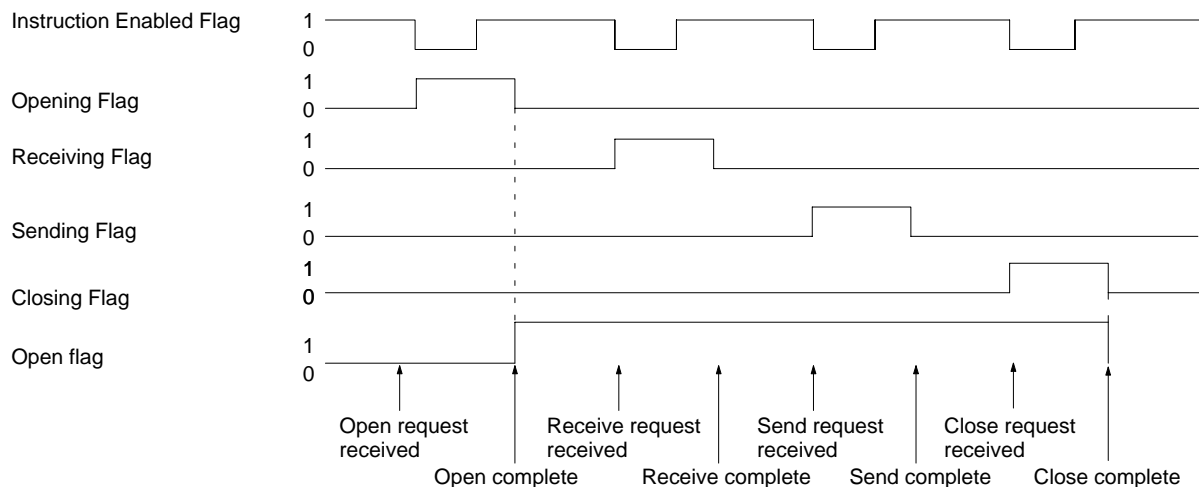 Instruction Enabled Flag
1
0
Opening Flag
1
0
Receiving Flag
1
0
Sending Flag
1
0
Closing Flag
1
0
Open flag
1
0
Open request
received
Open complete
Receive request
received
Receive complete
Send request
received
Send complete
Close request
received
Close complete